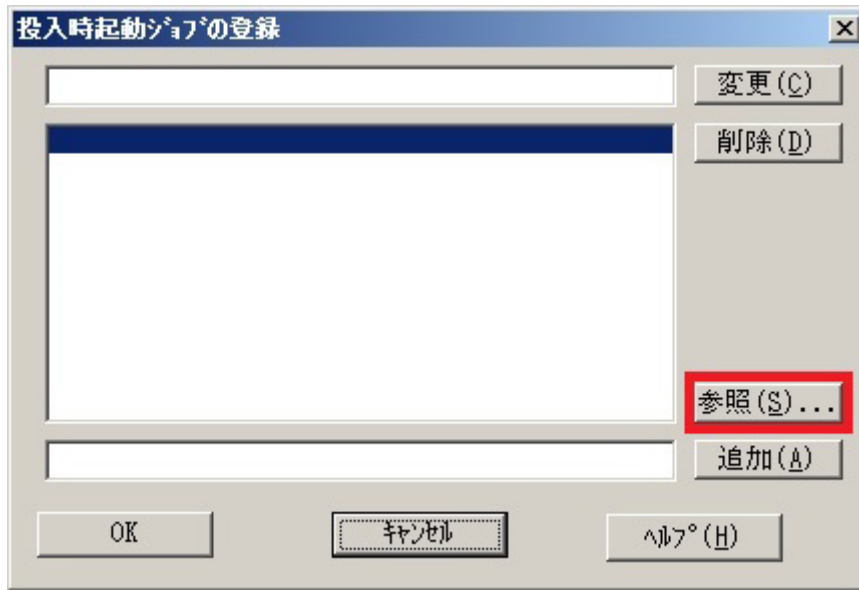 投入時起動ｼﾞｮﾌﾞの登録
変更(C)
削除(D)
参照(S)...
追加(A)
OK
ｷｬﾝｾﾙ
ﾍﾙﾌﾟ(H)